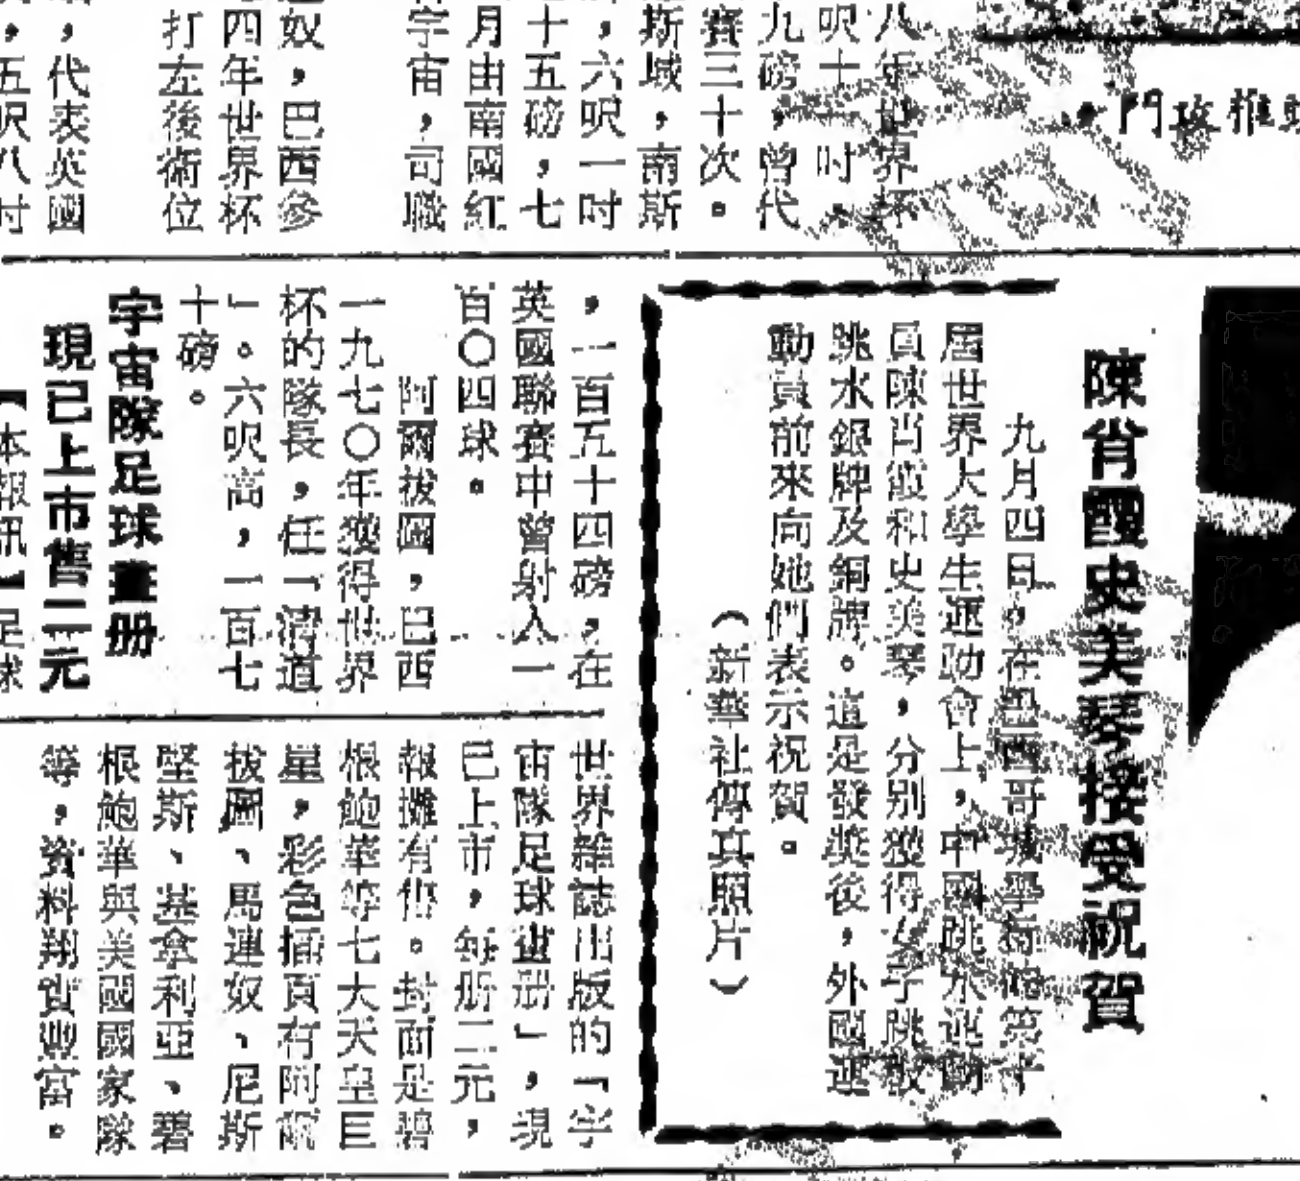 頭推攻門。
八年世界杯
呎十一吋，
九磅，曾代
賽三十次。
斯域，南斯
，六呎一吋
十五磅，七
月由南國紅
宇宙，司職
奴，巴西參
四年世界杯
打左後衛位
，代表英國
，五呎八吋
陳肖霞史美琴接受祝賀
九月四日，在墨西哥城舉行的第十
屆世界大學生運動會上，中國跳水運動
員陳肖霞和史美琴，分別獲得女子跳板
跳水銀牌及銅牌。這是發獎後，外國運
動員前來向她們表示祝賀。
（新華社傳真照片）
，一百五十四磅，在
英國聯賽中曾射入一
百〇四球。
阿爾拔圖，巴西
一九七〇年獲得世界
杯的隊長，任「清道
」。六呎高，一百七
十磅。
宇宙隊足球畫册
現已上市售二元
【本報訊】足球
世界雜誌出版的「宇
宙隊足球畫册」，現
已上市，每册二元，
報攤有售。封面是碧
根鮑華等七大天皇巨
星，彩色插頁有阿爾
拔圖、馬連奴、尼斯
堅斯、基拿利亞、碧
根鮑華與美國國家隊
等，資料翔實豐富。